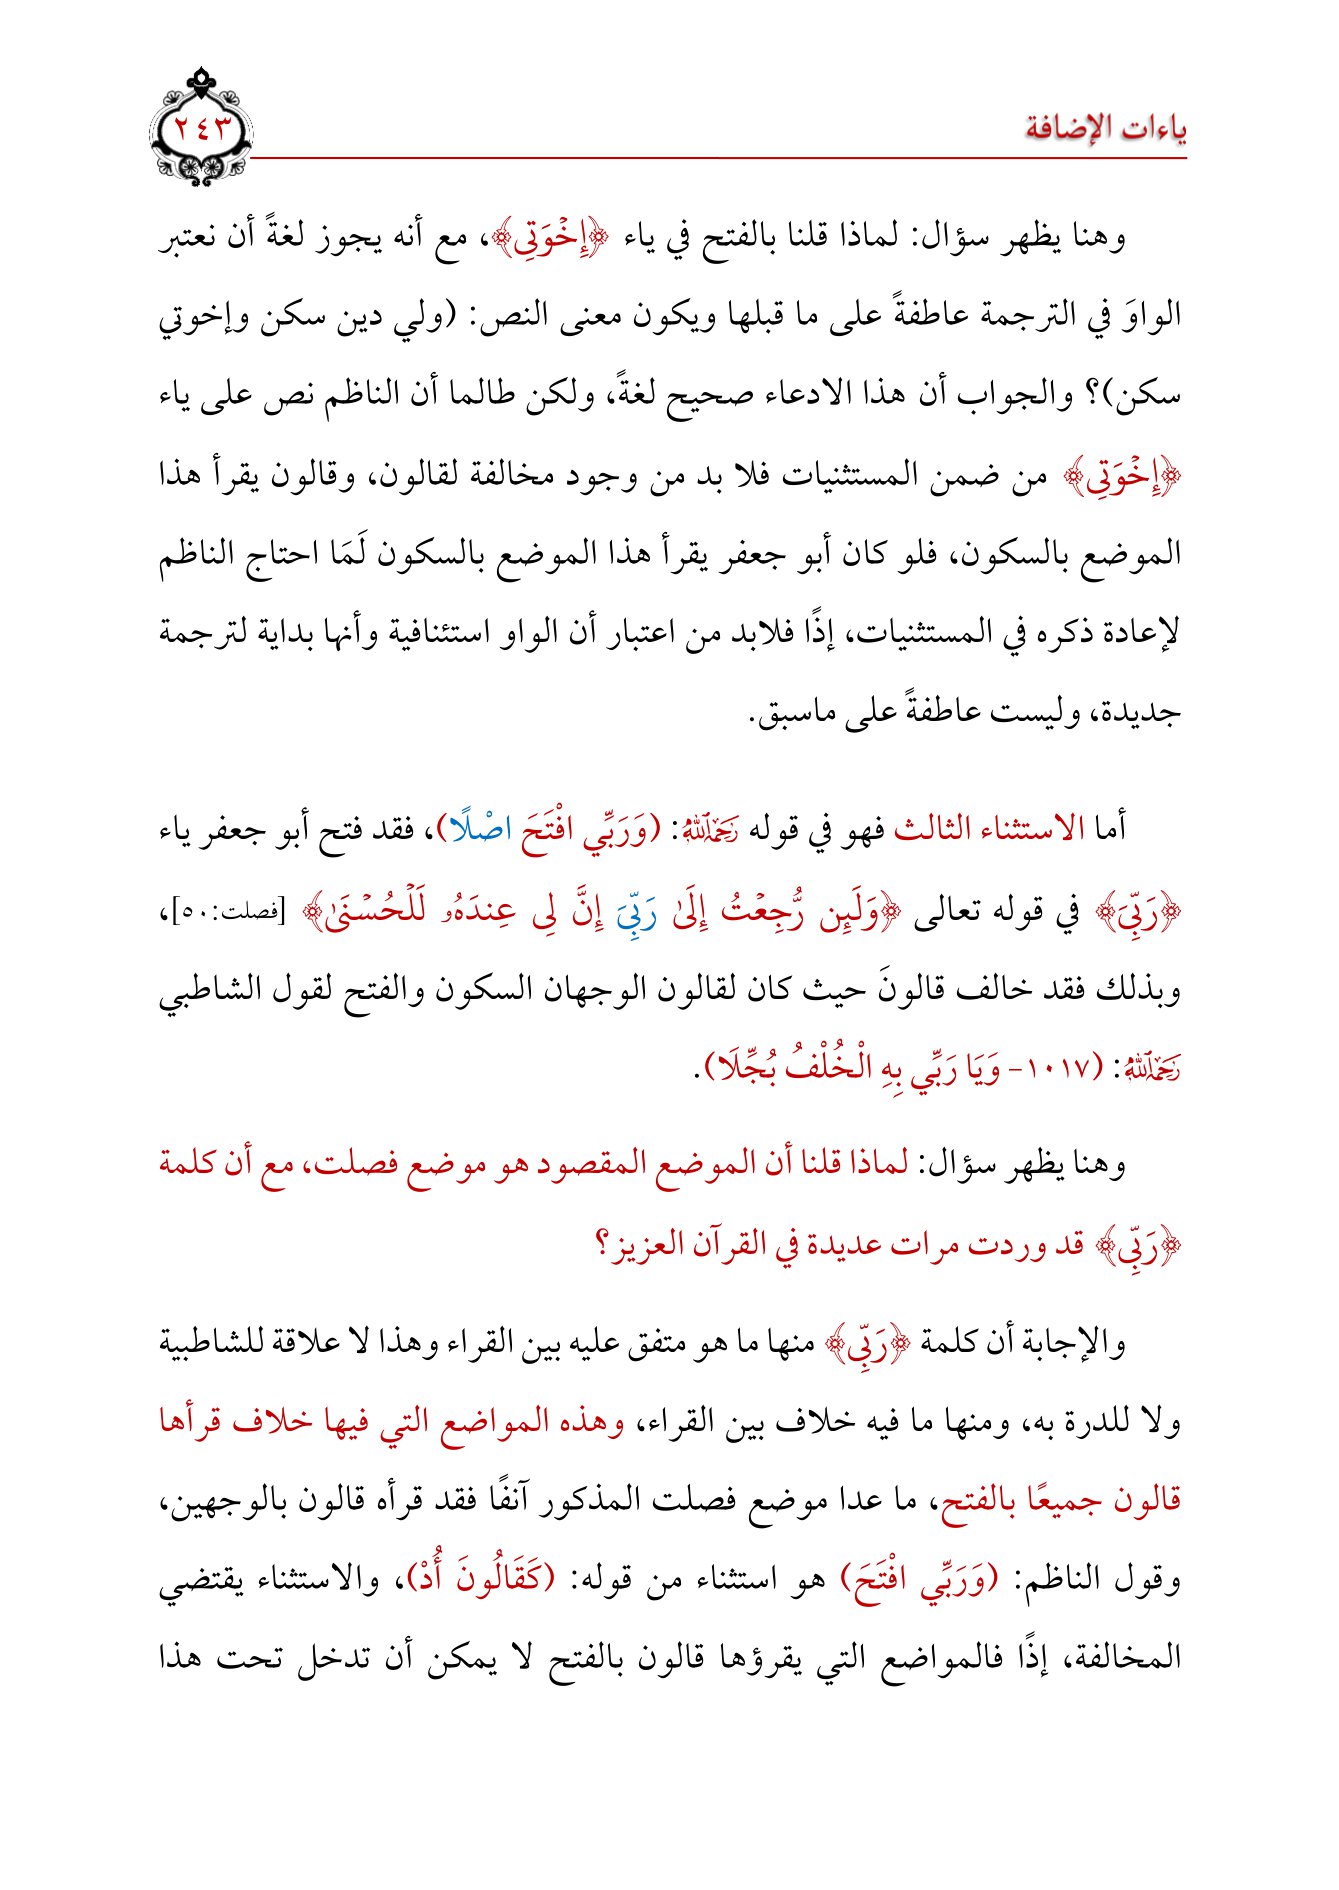 ياءات الإضافة
٢٤٣
وهنا يظهر سؤال: لماذا قلنا بالفتح في ياء ﴿إِخۡوَتِي﴾، مع أنه يجوز لغةً أن نعتبر
الواوَ في الترجمة عاطفةً على ما قبلها ويكون معنى النص: (ولي دين سكن وإخوتي
سكن)؟ والجواب أن هذا الادعاء صحيح لغةً، ولكن طالما أن الناظم نص على ياء
﴿إِخۡوَتِي﴾ من ضمن المستثنيات فلا بد من وجود مخالفة لقالون، وقالون يقرأ هذا
الموضع بالسكون، فلو كان أبو جعفر يقرأ هذا الموضع بالسكون لَمَا احتاج الناظم
لإعادة ذكره في المستثنيات، إذًا فلابد من اعتبار أن الواو استئنافية وأنها بداية لترجمة
جديدة، وليست عاطفةً على ماسبق.
أما الاستثناء الثالث فهو في قوله رَحِمَهُ ٱللَّهُ: (وَرَبِّي افْتَحَ اصْلًا)، فقد فتح أبو جعفر ياء
﴿رَبِّيَ﴾ في قوله تعالى ﴿وَلَئِن رُّجِعۡتُ إِلَىٰ رَبِّيَ إِنَّ لِي عِندَهُۥ لَلۡحُسۡنَىٰ﴾ [فصلت:٥٠]،
وبذلك فقد خالف قالونَ حيث كان لقالون الوجهان السكون والفتح لقول الشاطبي
رَحِمَهُ ٱللَّهُ: (١٠١٧- وَيَا رَبِّي بِهِ الْخُلْفُ بُجِّلَا).
وهنا يظهر سؤال: لماذا قلنا أن الموضع المقصود هو موضع فصلت، مع أن كلمة
﴿رَبِّي﴾ قد وردت مرات عديدة في القرآن العزيز؟
والإجابة أن كلمة ﴿رَبِّي﴾ منها ما هو متفق عليه بين القراء وهذا لا علاقة للشاطبية
ولا للدرة به، ومنها ما فيه خلاف بين القراء، وهذه المواضع التي فيها خلاف قرأها
قالون جميعًا بالفتح، ما عدا موضع فصلت المذكور آنفًا فقد قرأه قالون بالوجهين،
وقول الناظم: (وَرَبِّي افْتَحَ) هو استثناء من قوله: (كَقَالُونَ أُدْ)، والاستثناء يقتضي
المخالفة، إذًا فالمواضع التي يقرؤها قالون بالفتح لا يمكن أن تدخل تحت هذا